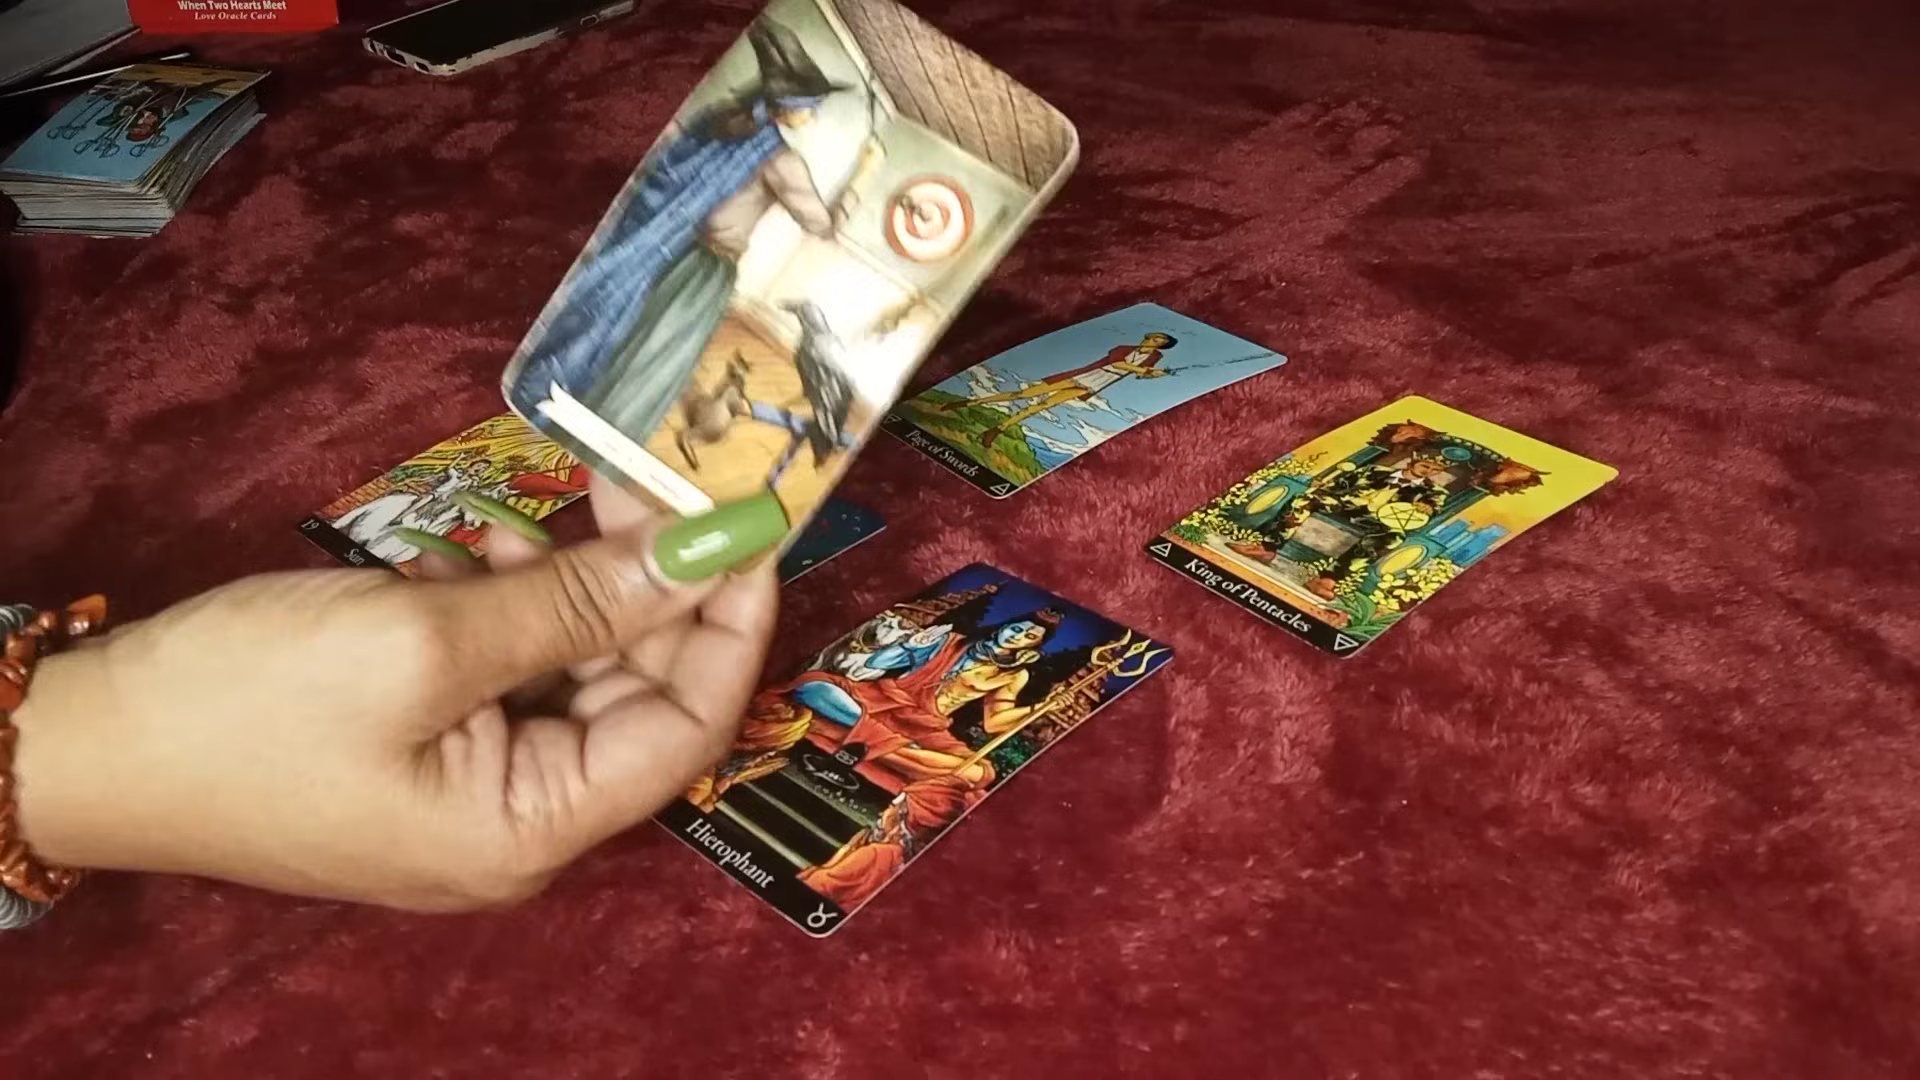 When Two Hearts Meet
Love Oracle Cards
Page of Swords
19
Sun
King of Pentacles
Hierophant